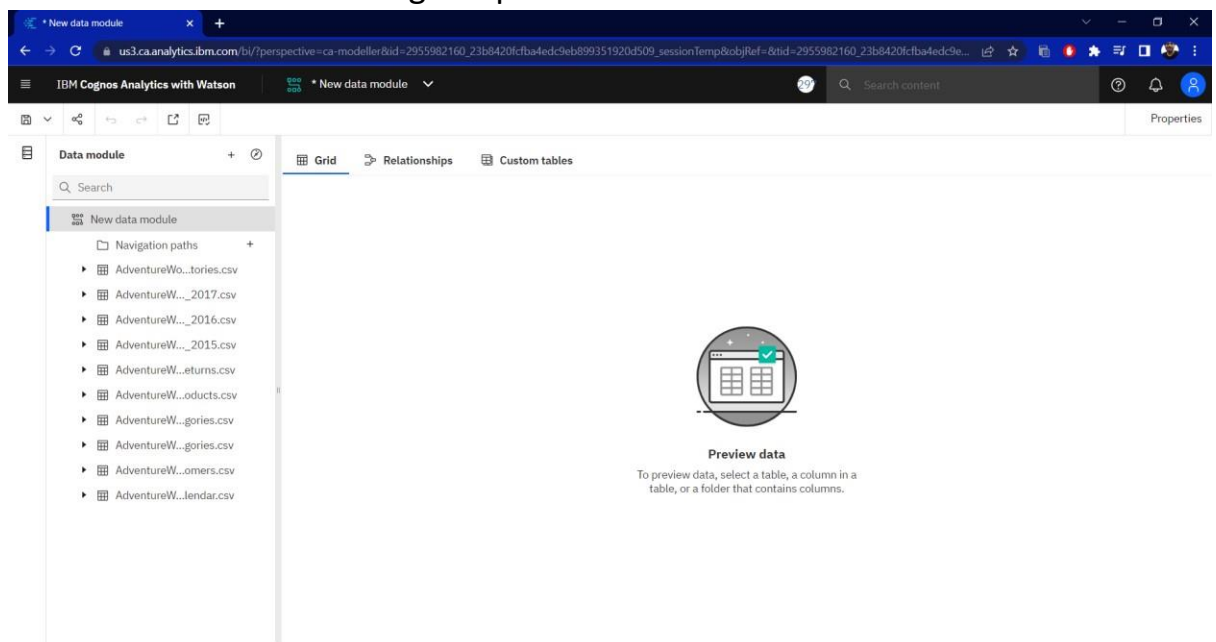 * New data module
us3.ca.analytics.ibm.com/bi/?perspective=ca-modeller&id=2955982160_23b8420fcfba4edc9eb899351920d509_sessionTemp&objRef=&tid=2955982160_23b8420fcfba4edc9e...
IBM Cognos Analytics with Watson
* New data module
Search content
Properties
Data module
Grid
Relationships
Custom tables
Search
New data module
Navigation paths
AdventureWo...tories.csv
AdventureW..._2017.csv
AdventureW..._2016.csv
AdventureW..._2015.csv
AdventureW...eturns.csv
AdventureW...oducts.csv
AdventureW...gories.csv
AdventureW...gories.csv
AdventureW...omers.csv
AdventureW...lendar.csv
Preview data
To preview data, select a table, a column in a
table, or a folder that contains columns.